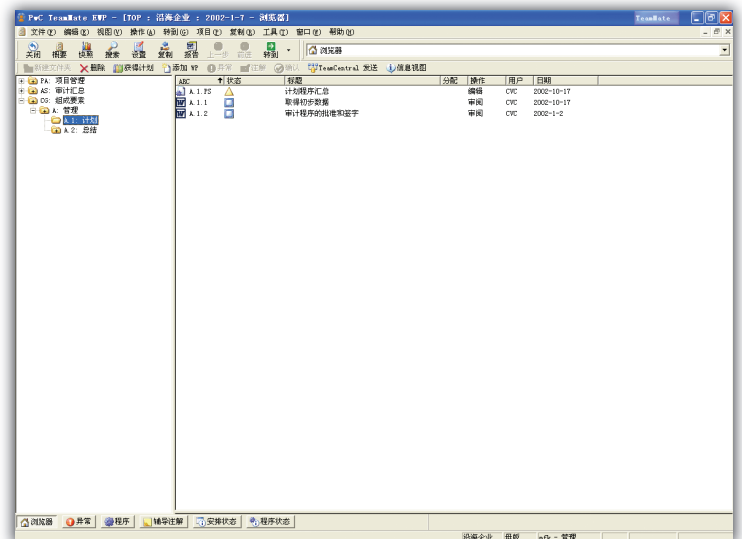 PwC TeamMate EWP - [TOP : 沿海企业 : 2002-1-7 - 浏览器]
TeamMate
文件(F) 编辑(E) 视图(V) 操作(A) 转到(G) 项目(P) 复制(R) 工具(T) 窗口(W) 帮助(H)
关闭 概要 快照 搜索 设置 复制 报告 上一步 前进 转到 浏览器
新建文件夹 删除 获得计划 添加 WP 异常 注解 确认 TeamCentral 发送 信息视图
PA: 项目管理
AS: 审计汇总
CG: 组成要素
A: 管理
A.1: 计划
A.2: 总结
ABC 状态 标题 分配 操作 用户 日期
A.1.PS 计划程序汇总 编辑 CVC 2002-10-17
A.1.1 取得初步数据 审阅 CVC 2002-10-17
A.1.2 审计程序的批准和签字 审阅 CVC 2002-1-2
浏览器 异常 程序 辅导注解 安排状态 程序状态
沿海企业 母版 - 管理